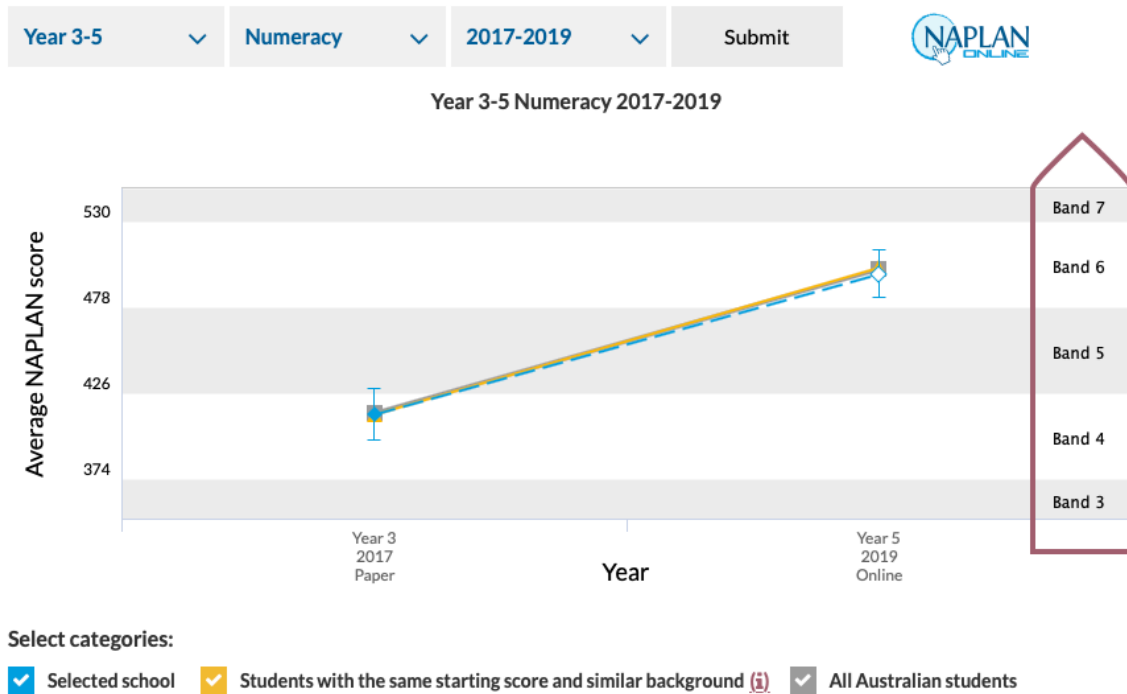 Year 3-5 Numeracy 2017-2019 Submit NAPLAN
ONLINE
Year 3-5 Numeracy 2017-2019
Average NAPLAN score
530
478
426
374
Band 7
Band 6
Band 5
Band 4
Band 3
Year 3
2017
Paper
Year 5
2019
Online
Year
Select categories:
Selected school Students with the same starting score and similar background (i) All Australian students